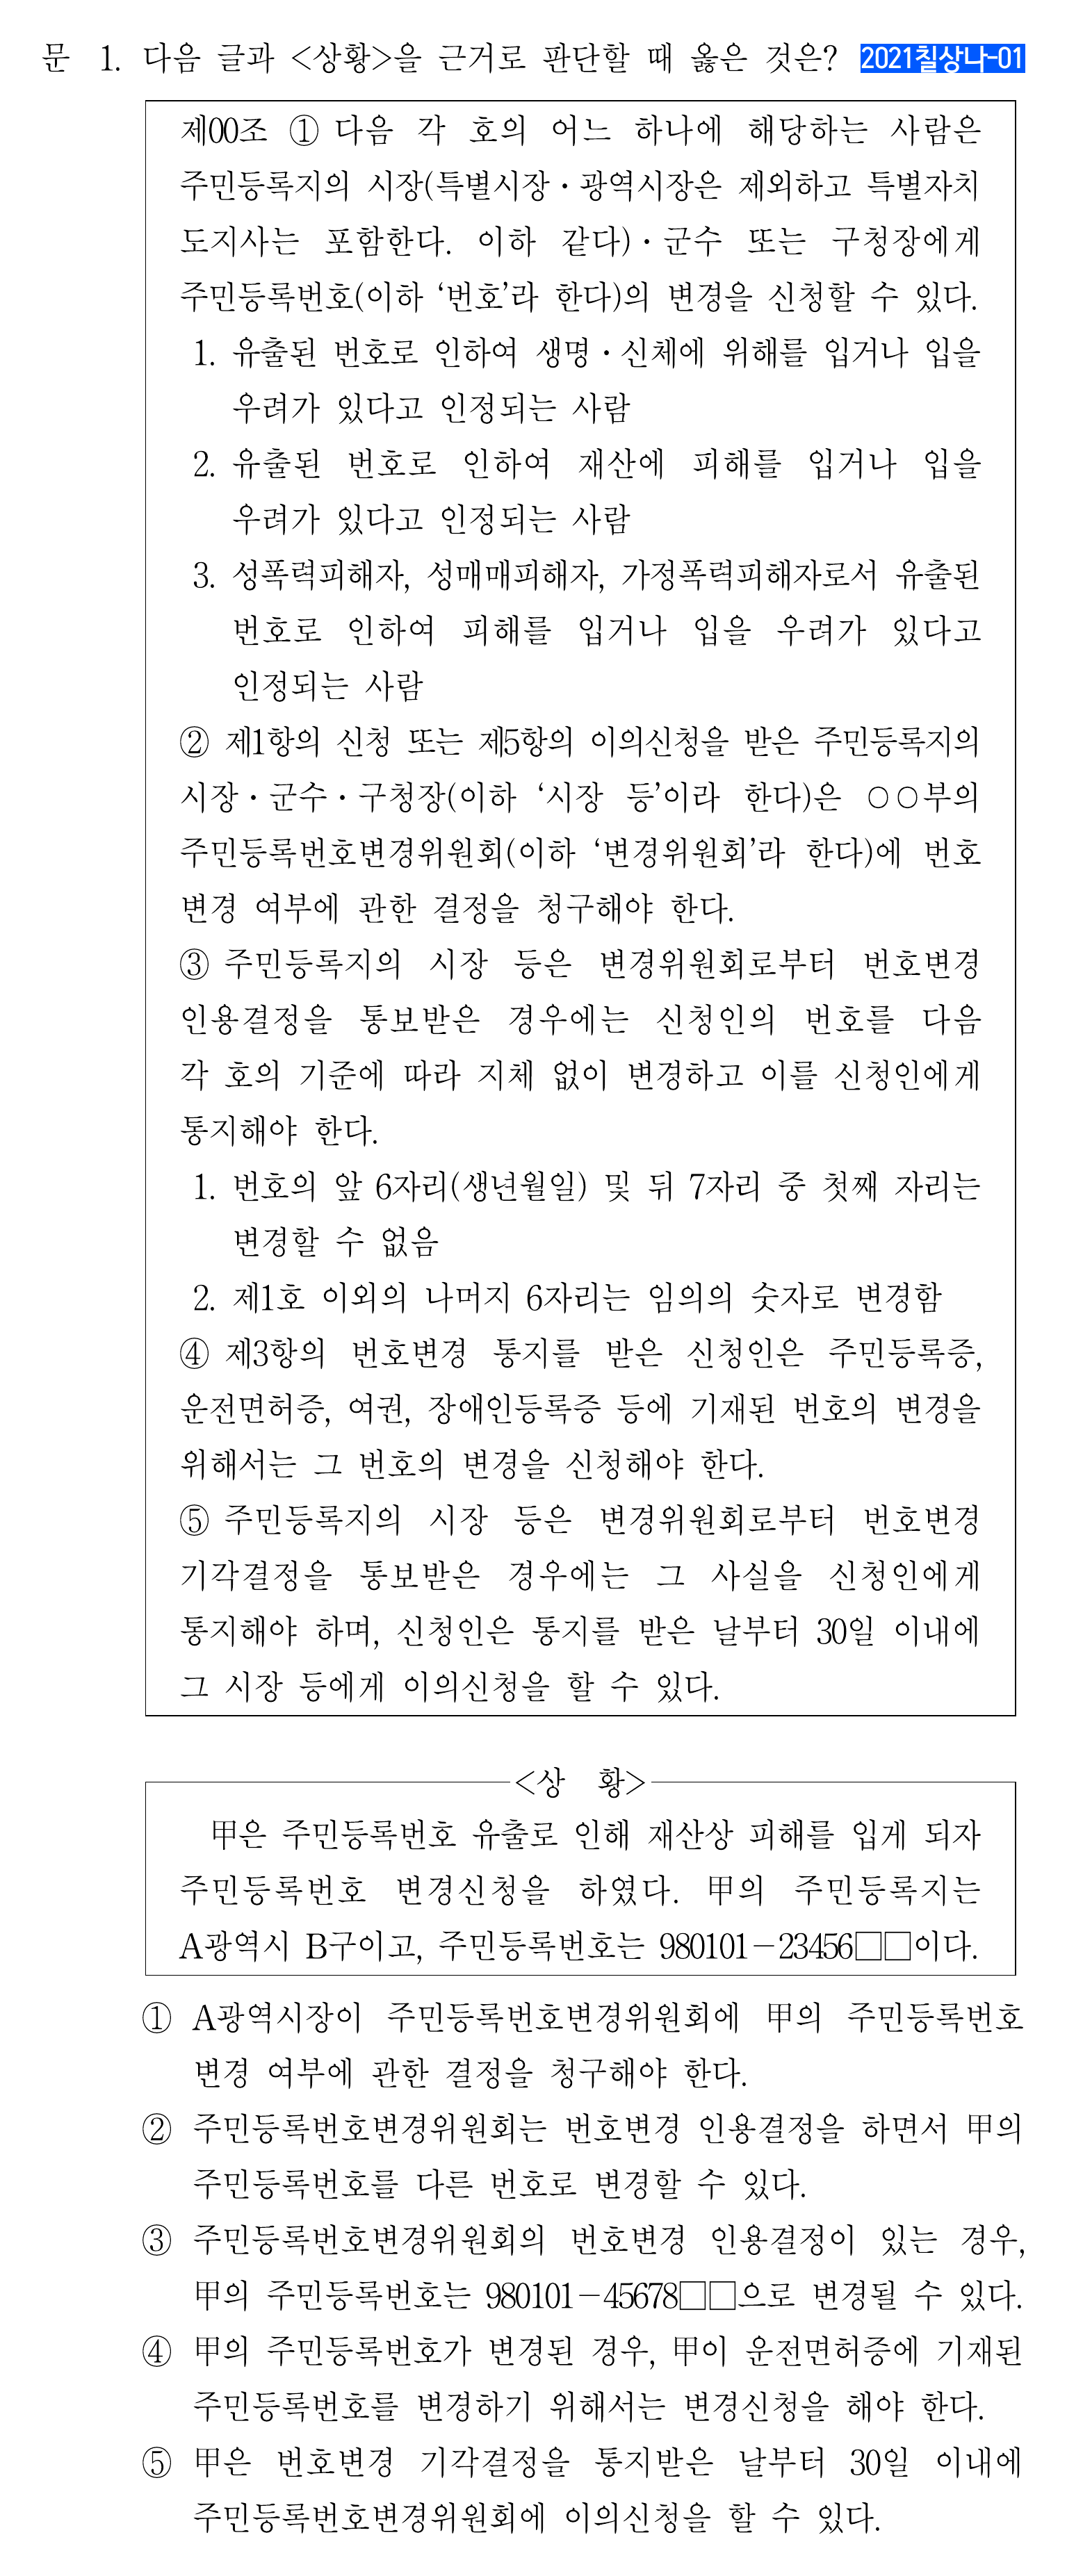 문 1. 다음 글과 <상황>을 근거로 판단할 때 옳은 것은? 2021칠상나-01
제00조 ① 다음 각 호의 어느 하나에 해당하는 사람은
주민등록지의 시장(특별시장·광역시장은 제외하고 특별자치
도지사는 포함한다. 이하 같다)·군수 또는 구청장에게
주민등록번호(이하 ‘번호’라 한다)의 변경을 신청할 수 있다.
1. 유출된 번호로 인하여 생명·신체에 위해를 입거나 입을
우려가 있다고 인정되는 사람
2. 유출된 번호로 인하여 재산에 피해를 입거나 입을
우려가 있다고 인정되는 사람
3. 성폭력피해자, 성매매피해자, 가정폭력피해자로서 유출된
번호로 인하여 피해를 입거나 입을 우려가 있다고
인정되는 사람
② 제1항의 신청 또는 제5항의 이의신청을 받은 주민등록지의
시장·군수·구청장(이하 ‘시장 등’이라 한다)은 ○○부의
주민등록번호변경위원회(이하 ‘변경위원회’라 한다)에 번호
변경 여부에 관한 결정을 청구해야 한다.
③ 주민등록지의 시장 등은 변경위원회로부터 번호변경
인용결정을 통보받은 경우에는 신청인의 번호를 다음
각 호의 기준에 따라 지체 없이 변경하고 이를 신청인에게
통지해야 한다.
1. 번호의 앞 6자리(생년월일) 및 뒤 7자리 중 첫째 자리는
변경할 수 없음
2. 제1호 이외의 나머지 6자리는 임의의 숫자로 변경함
④ 제3항의 번호변경 통지를 받은 신청인은 주민등록증,
운전면허증, 여권, 장애인등록증 등에 기재된 번호의 변경을
위해서는 그 번호의 변경을 신청해야 한다.
⑤ 주민등록지의 시장 등은 변경위원회로부터 번호변경
기각결정을 통보받은 경우에는 그 사실을 신청인에게
통지해야 하며, 신청인은 통지를 받은 날부터 30일 이내에
그 시장 등에게 이의신청을 할 수 있다.
<상 황>
甲은 주민등록번호 유출로 인해 재산상 피해를 입게 되자
주민등록번호 변경신청을 하였다. 甲의 주민등록지는
A광역시 B구이고, 주민등록번호는 980101－23456□□이다.
① A광역시장이 주민등록번호변경위원회에 甲의 주민등록번호
변경 여부에 관한 결정을 청구해야 한다.
② 주민등록번호변경위원회는 번호변경 인용결정을 하면서 甲의
주민등록번호를 다른 번호로 변경할 수 있다.
③ 주민등록번호변경위원회의 번호변경 인용결정이 있는 경우,
甲의 주민등록번호는 980101－45678□□으로 변경될 수 있다.
④ 甲의 주민등록번호가 변경된 경우, 甲이 운전면허증에 기재된
주민등록번호를 변경하기 위해서는 변경신청을 해야 한다.
⑤ 甲은 번호변경 기각결정을 통지받은 날부터 30일 이내에
주민등록번호변경위원회에 이의신청을 할 수 있다.